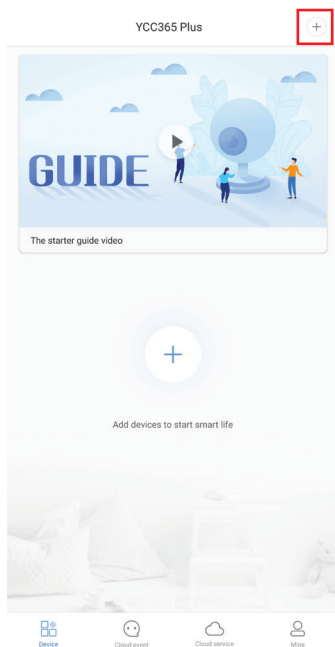 YCC365 Plus
GUIDE
The starter guide video
Add devices to start smart life
Device
Cloud event
Cloud service
Mine